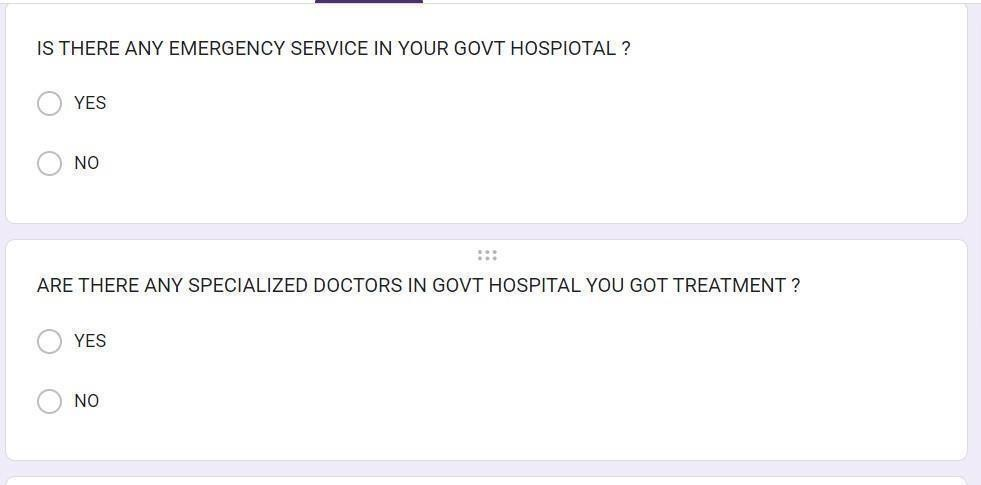 IS THERE ANY EMERGENCY SERVICE IN YOUR GOVT HOSPIOTAL ?
YES
NO
ARE THERE ANY SPECIALIZED DOCTORS IN GOVT HOSPITAL YOU GOT TREATMENT ?
YES
NO